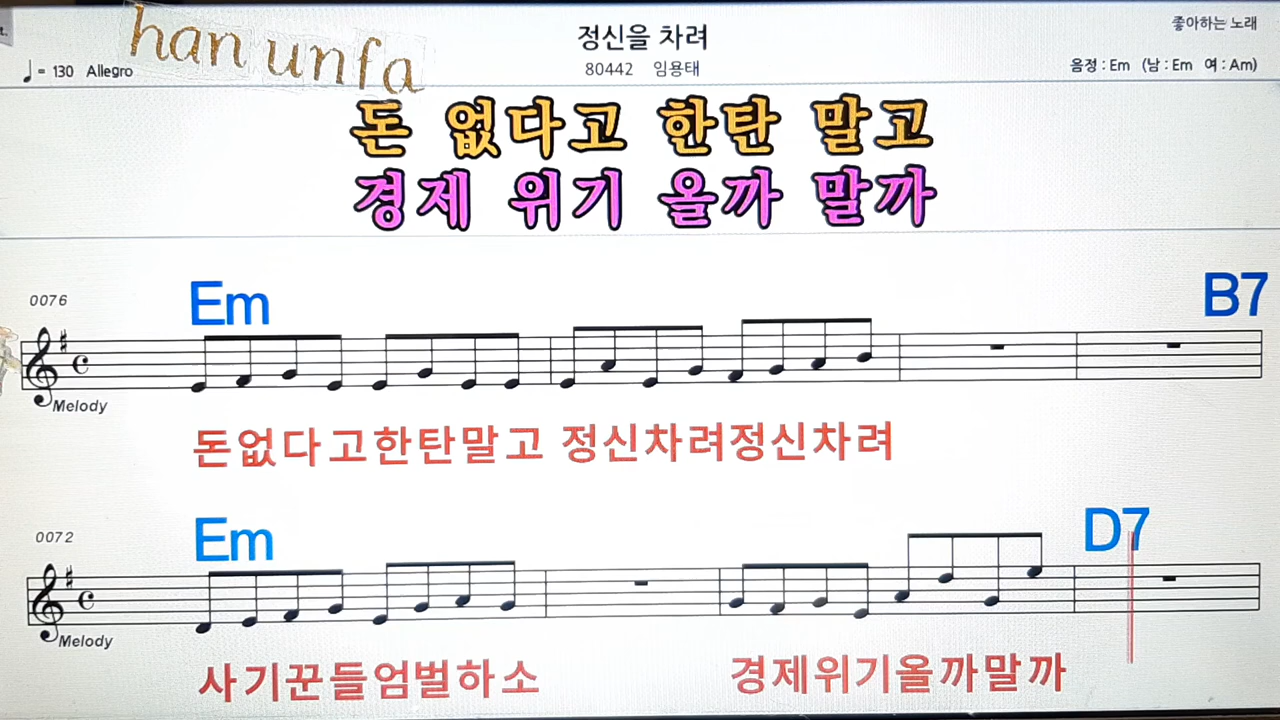 han unfa
정신을 차려
좋아하는 노래
♩= 130 Allegro
80442 임용태
음정 : Em (남 : Em 여 : Am)
돈 없다고 한탄 말고
경제 위기 올까 말까
0076
Em B7
Melody
돈없다고한탄말고 정신차려정신차려
0072
Em D7
Melody
사기꾼들엄벌하소 경제위기올까말까